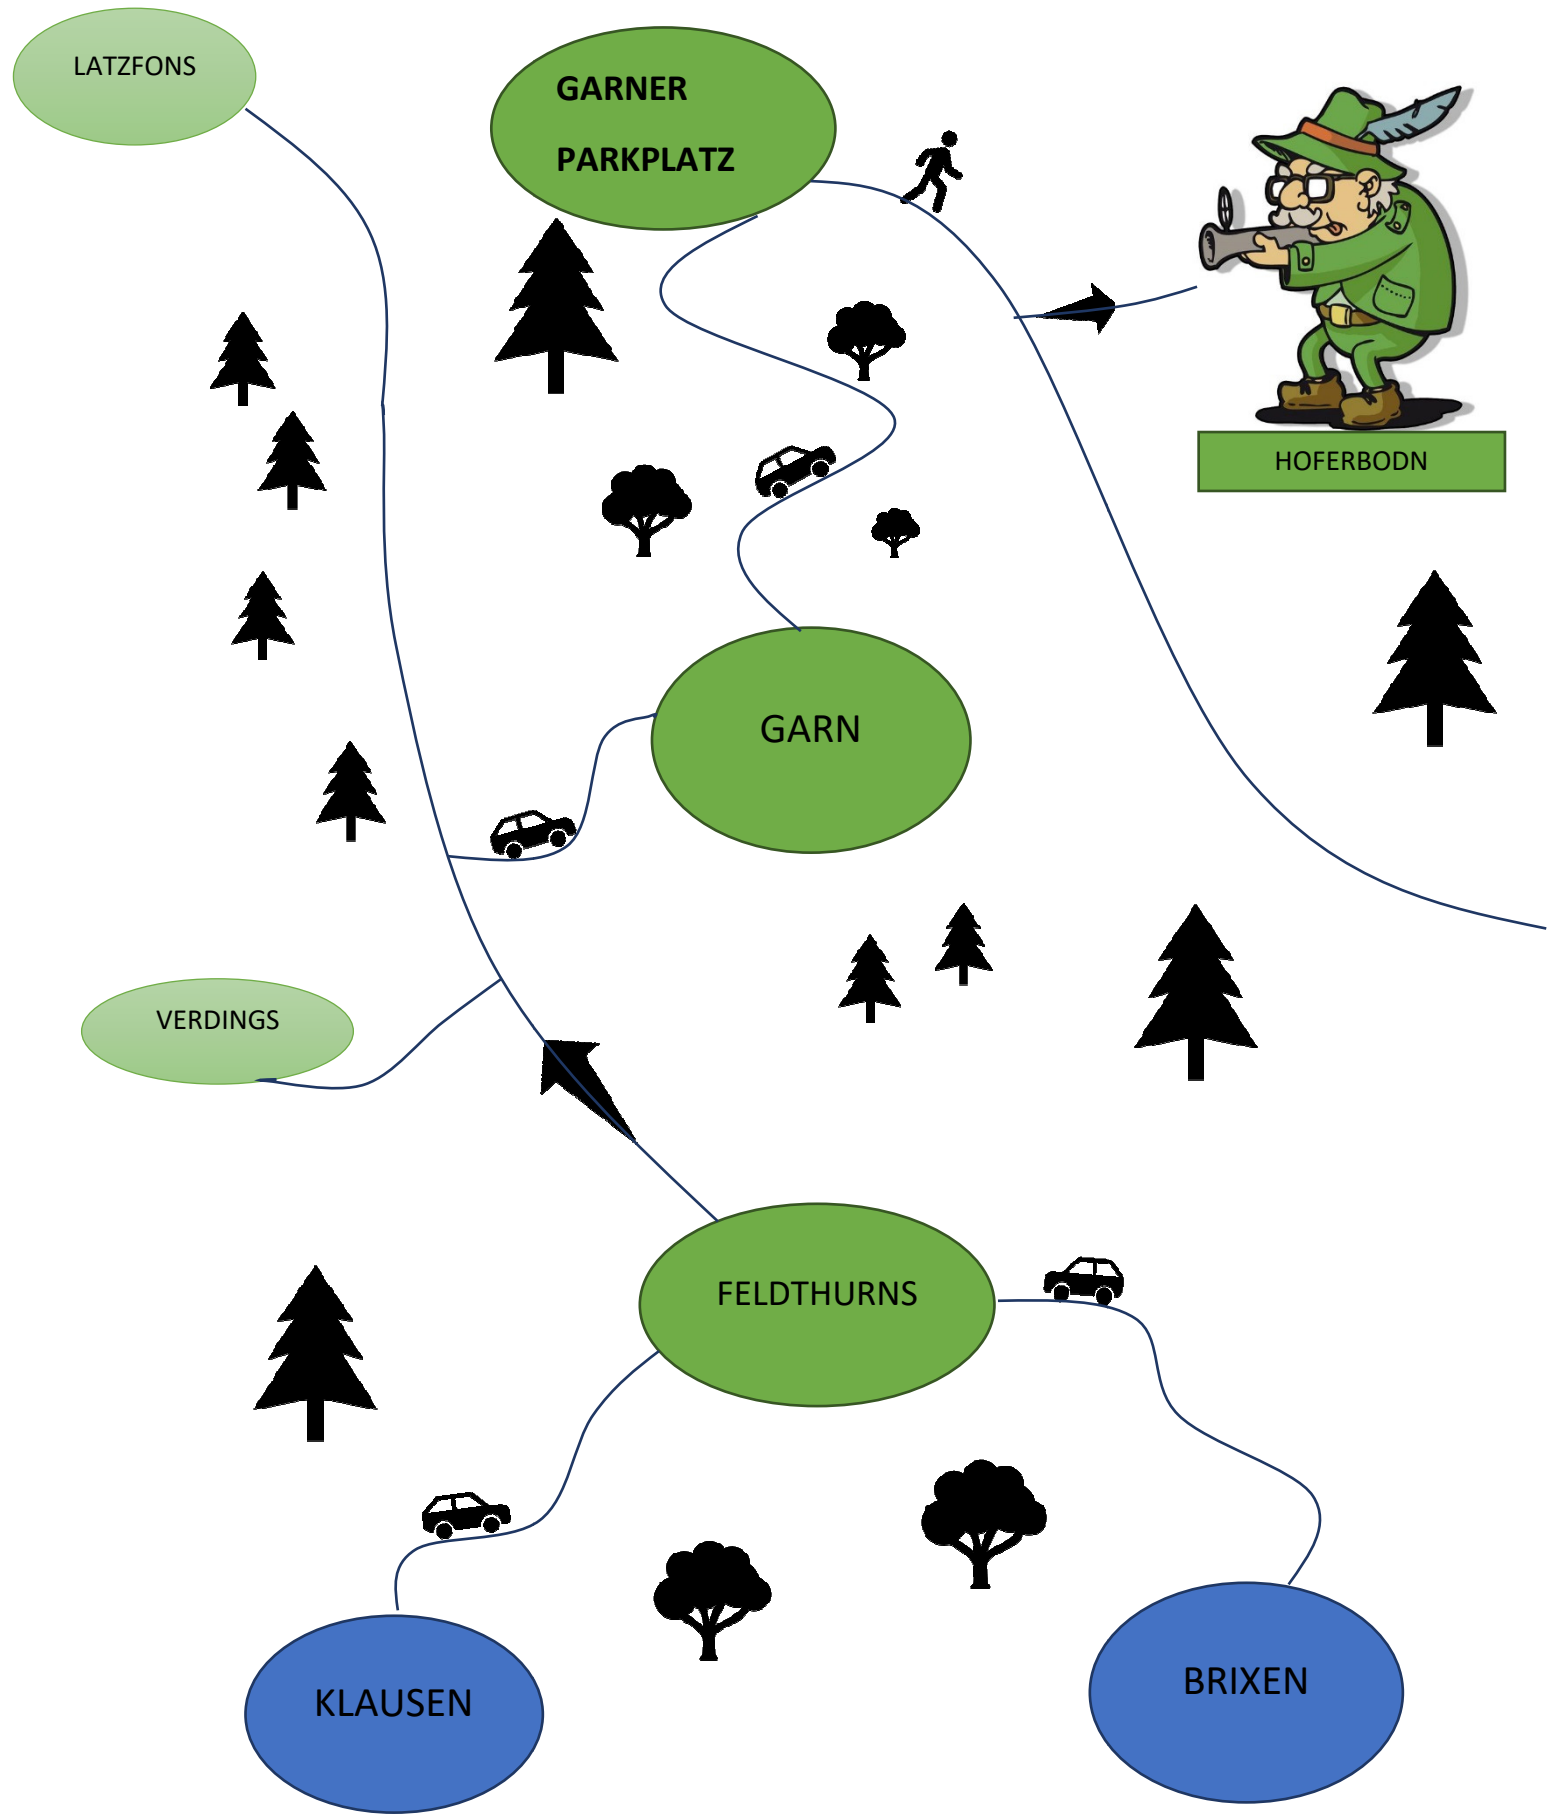 LATZFONS
GARNER
PARKPLATZ
HOFERBODN
GARN
VERDINGS
FELDTHURNS
KLAUSEN
BRIXEN